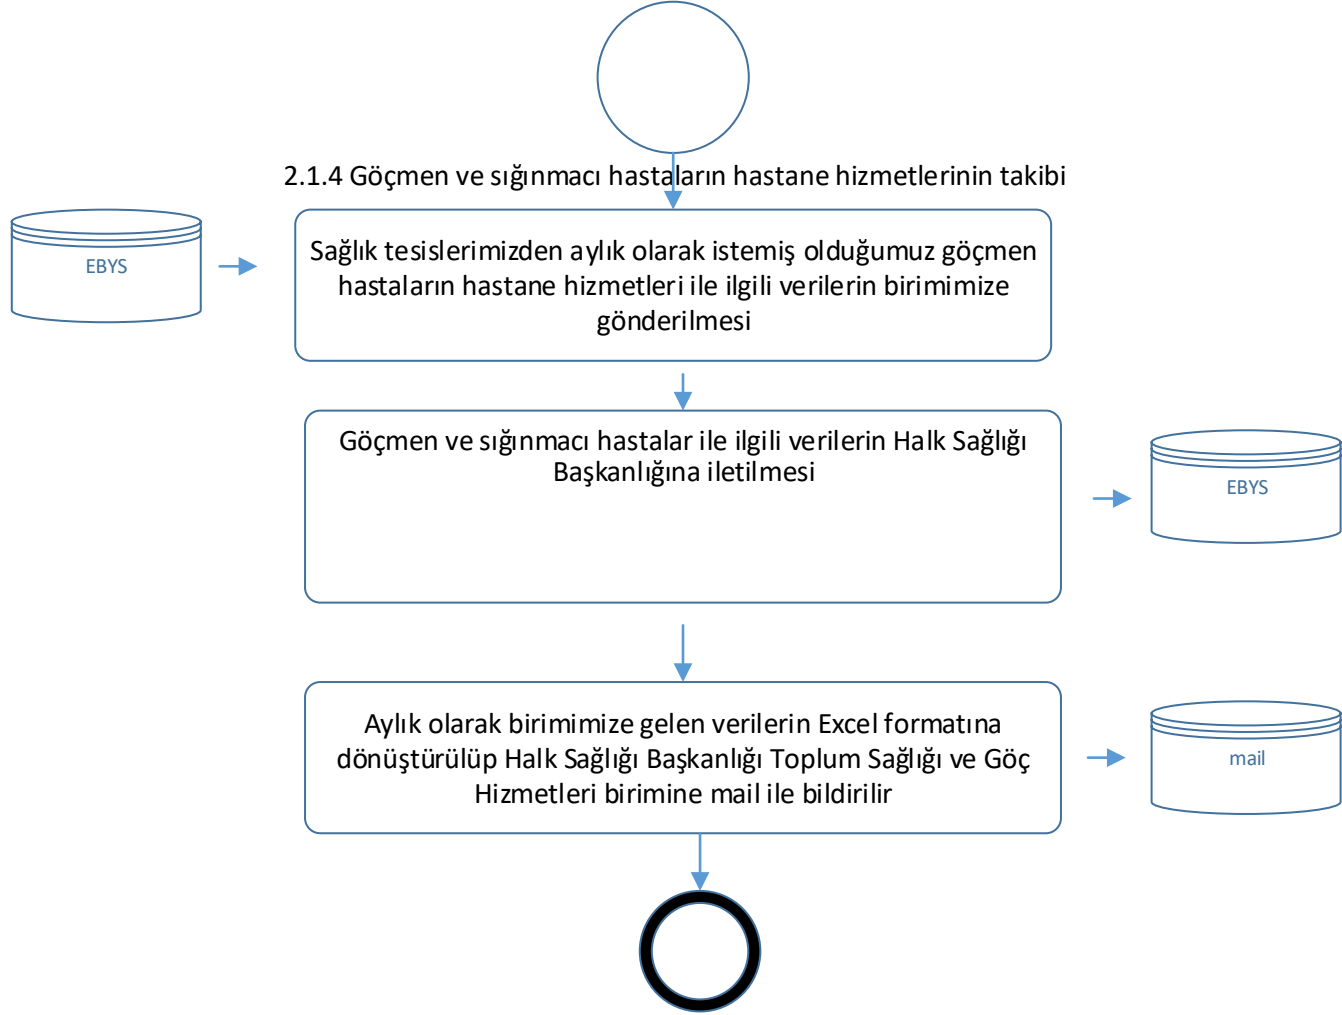 2.1.4 Göçmen ve sığınmacı hastaların hastane hizmetlerinin takibi
EBYS
Sağlık tesislerimizden aylık olarak istemiş olduğumuz göçmen
hastaların hastane hizmetleri ile ilgili verilerin birimimize
gönderilmesi
Göçmen ve sığınmacı hastalar ile ilgili verilerin Halk Sağlığı
Başkanlığına iletilmesi
EBYS
Aylık olarak birimimize gelen verilerin Excel formatına
dönüştürülüp Halk Sağlığı Başkanlığı Toplum Sağlığı ve Göç
Hizmetleri birimine mail ile bildirilir
mail